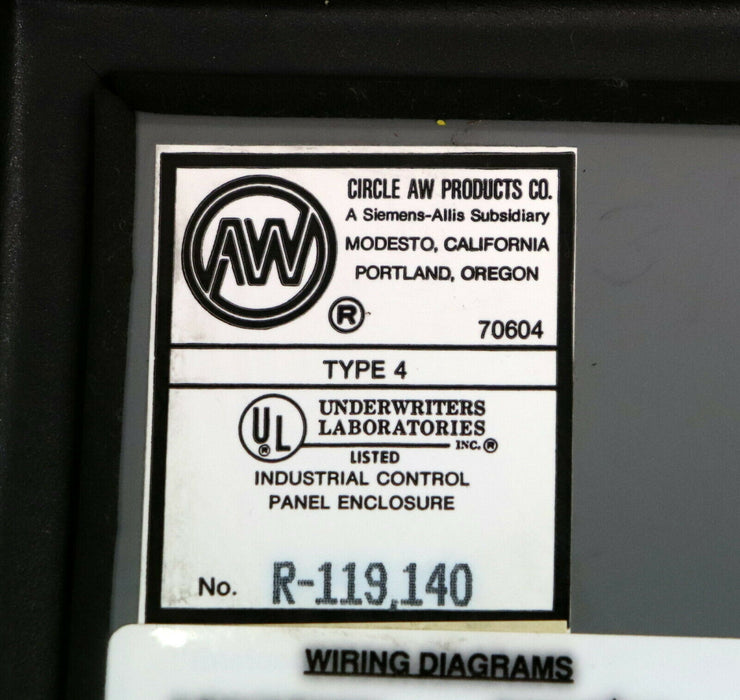 AW
CIRCLE AW PRODUCTS CO.
A Siemens-Allis Subsidiary
MODESTO, CALIFORNIA
PORTLAND, OREGON
®
70604
TYPE 4
UL®
UNDERWRITERS
LABORATORIES
INC.®
LISTED
INDUSTRIAL CONTROL
PANEL ENCLOSURE
No. R-119,140
WIRING DIAGRAMS